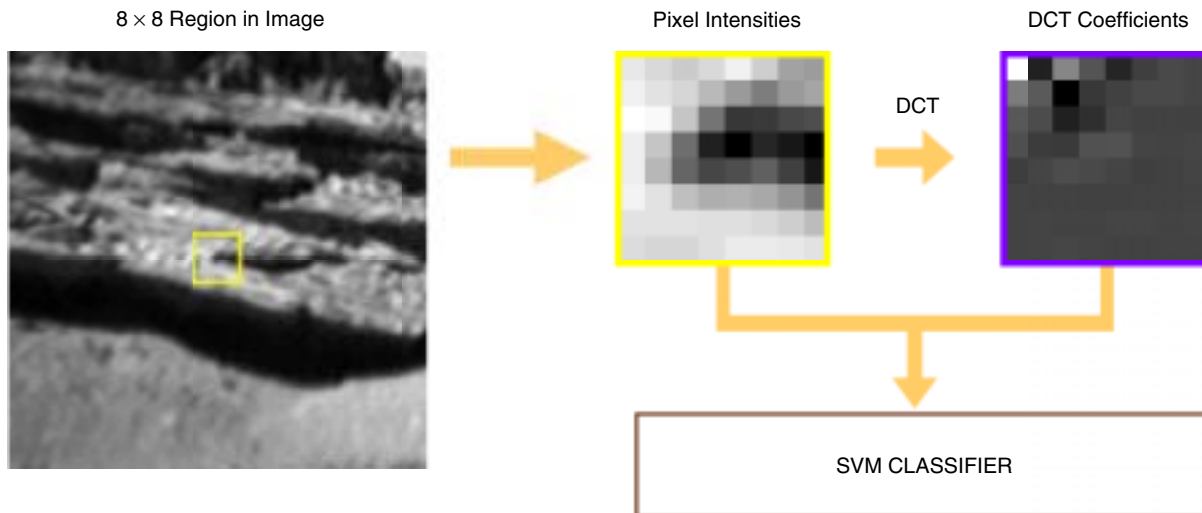 8 × 8 Region in Image
Pixel Intensities
DCT Coefficients
DCT
SVM CLASSIFIER